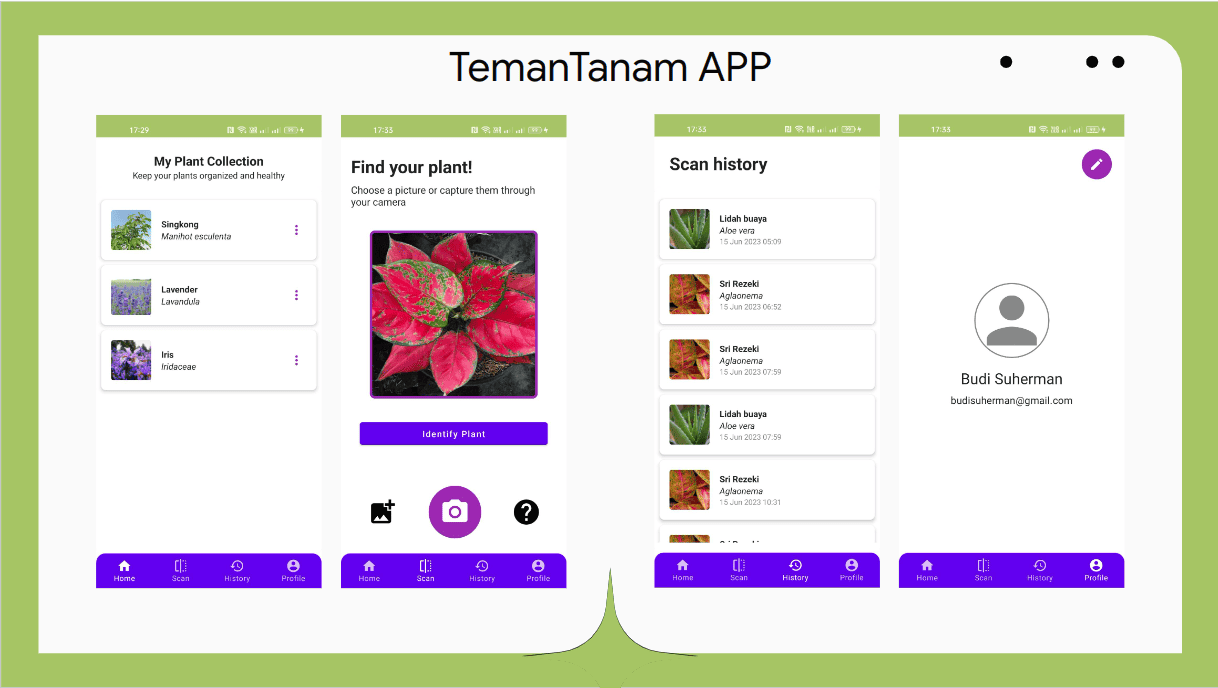 TemanTanam APP
17:29
My Plant Collection
Keep your plants organized and healthy
Singkong
Manihot esculenta
Lavender
Lavandula
Iris
Iridaceae
Home
Scan
History
Profile
17:33
Find your plant!
Choose a picture or capture them through
your camera
Identify Plant
Home
Scan
History
Profile
17:33
Scan history
Lidah buaya
Aloe vera
15 Jun 2023 05:09
Sri Rezeki
Aglaonema
15 Jun 2023 06:52
Sri Rezeki
Aglaonema
15 Jun 2023 07:59
Lidah buaya
Aloe vera
15 Jun 2023 07:59
Sri Rezeki
Aglaonema
15 Jun 2023 10:31
Home
Scan
History
Profile
17:33
Budi Suherman
budisuherman@gmail.com
Home
Scan
History
Profile